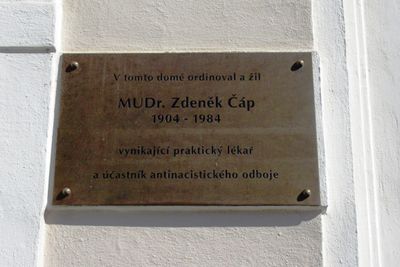 V tomto domě ordinoval a žil
MUDr. Zdeněk Čáp
1904 - 1984
vynikající praktický lékař
a účastník antinacistického odboje